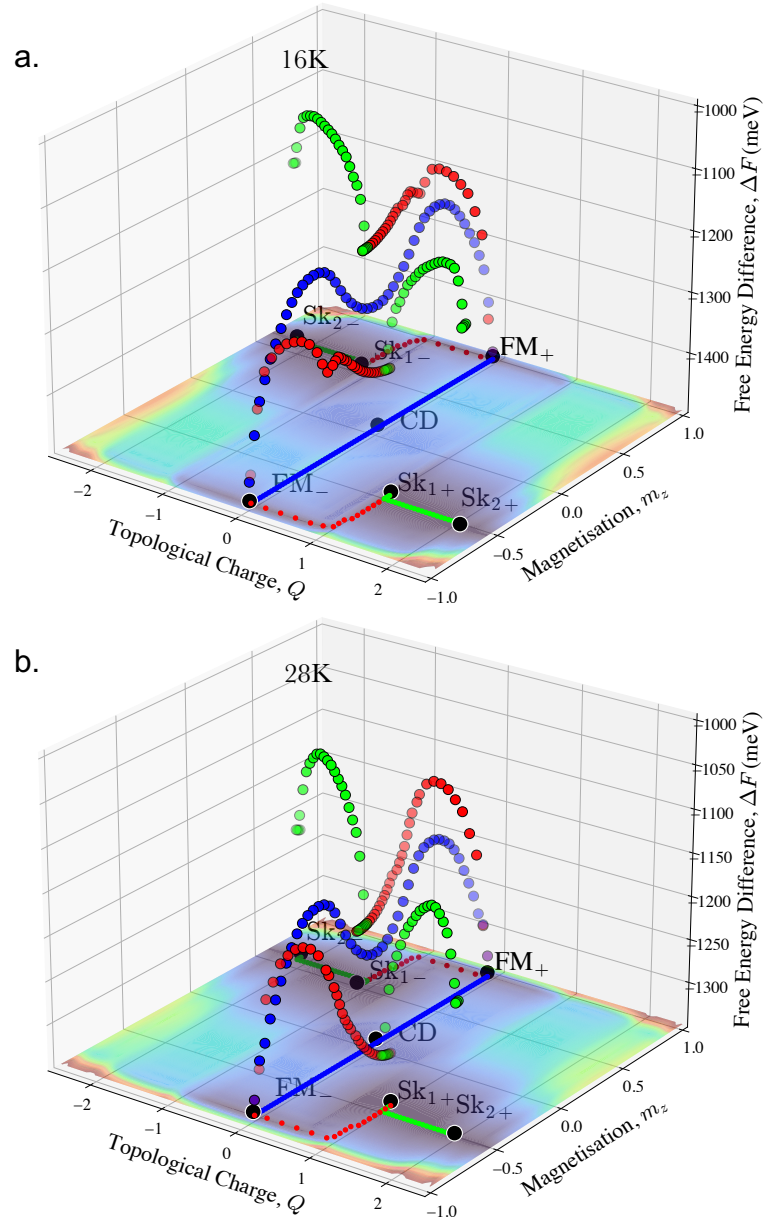 a.
16K
−1000
−1100
−1200
−1300
−1400
Free Energy Difference, ΔF (meV)
Sk₂₋
Sk₁₋
FM₊
CD
FM₋
Sk₁₊
Sk₂₊
−2
−1
0
1
2
Topological Charge, Q
−1.0
−0.5
0.0
0.5
1.0
Magnetisation, m_z
b.
28K
−1000
−1050
−1100
−1150
−1200
−1250
−1300
Free Energy Difference, ΔF (meV)
Sk₂₋
Sk₁₋
FM₊
CD
FM₋
Sk₁₊
Sk₂₊
−2
−1
0
1
2
Topological Charge, Q
−1.0
−0.5
0.0
0.5
1.0
Magnetisation, m_z